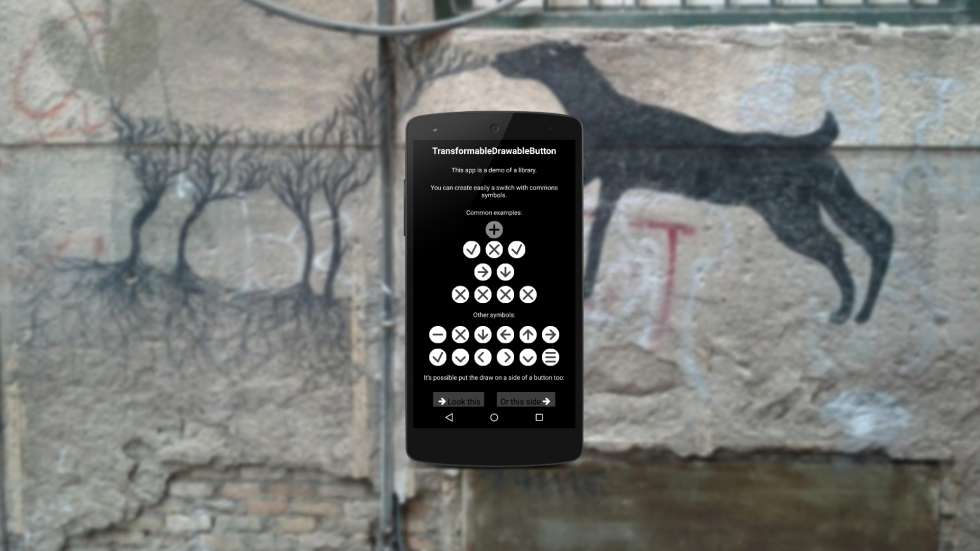 TransformableDrawableButton
This app is a demo of a library.
You can create easily a switch with commons
symbols.
Common examples:
Other symbols:
It's possible put the draw on a side of a button too:
Look this
Or this side
T